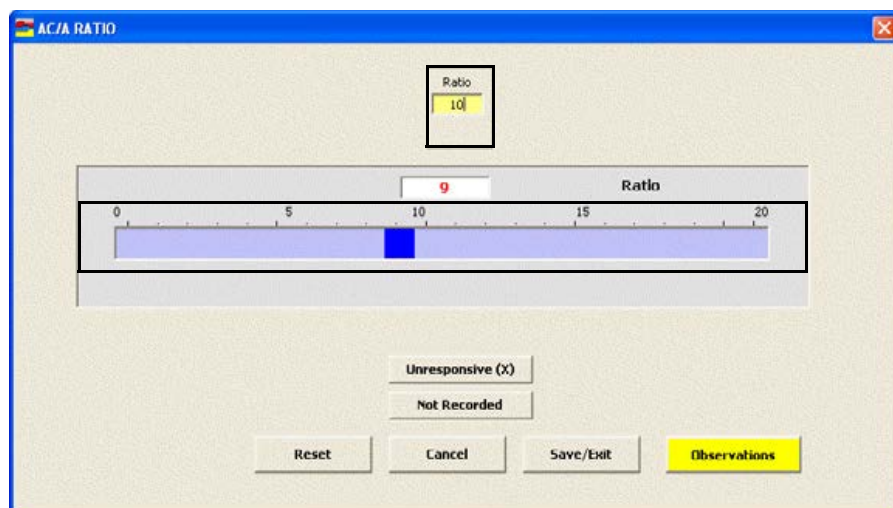 AC/A RATIO
Ratio
10
9 Ratio
0 5 10 15 20
Unresponsive (X)
Not Recorded
Reset Cancel Save/Exit Observations